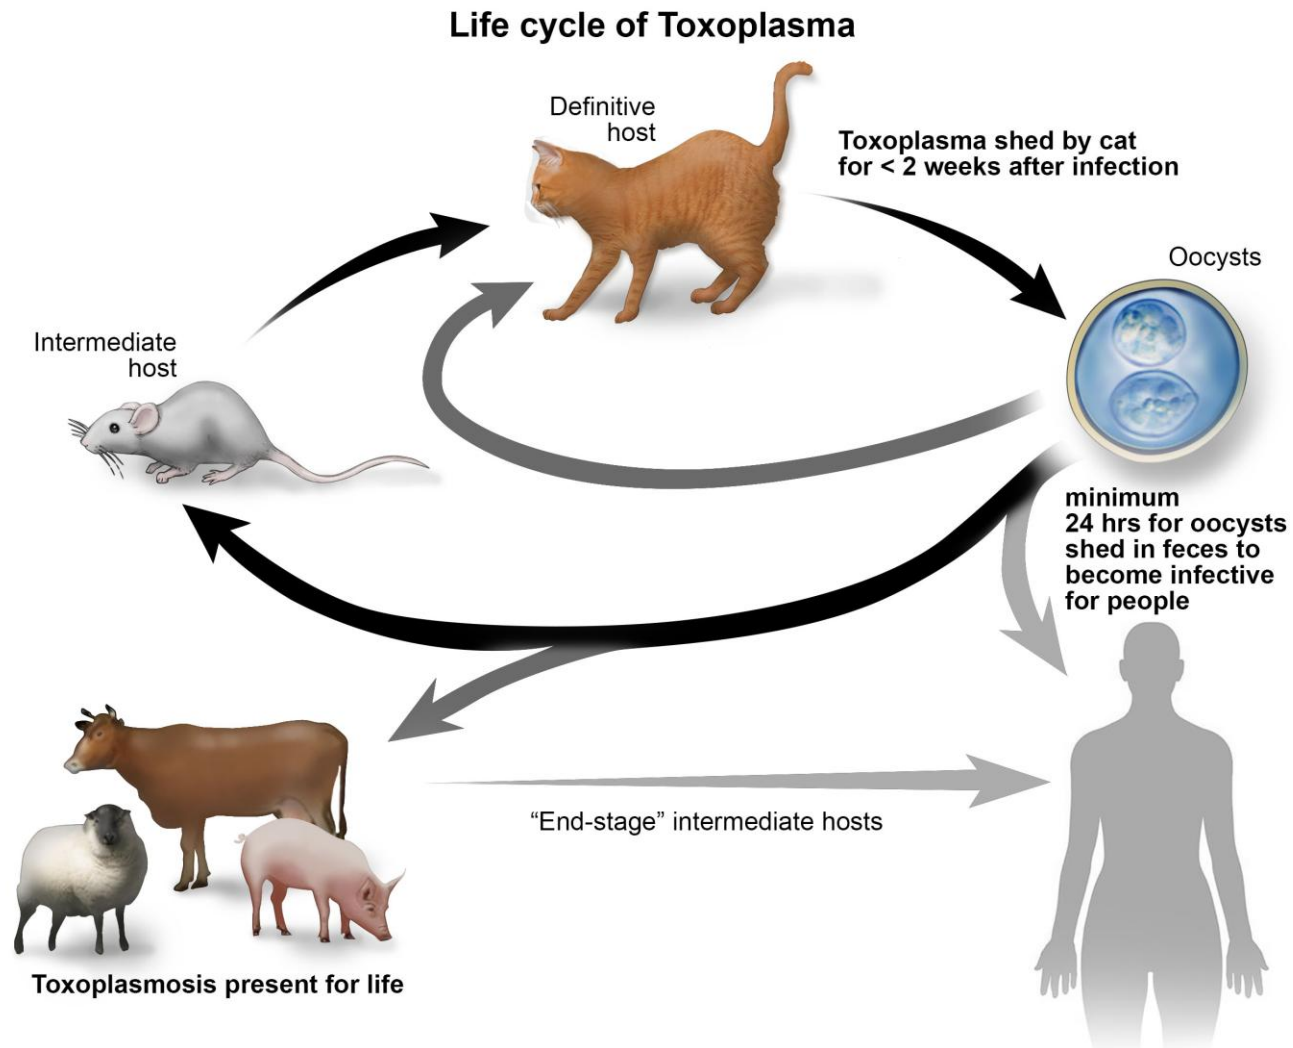 Life cycle of Toxoplasma
Definitive
host
Toxoplasma shed by cat
for < 2 weeks after infection
Oocysts
Intermediate
host
minimum
24 hrs for oocysts
shed in feces to
become infective
for people
“End-stage” intermediate hosts
Toxoplasmosis present for life